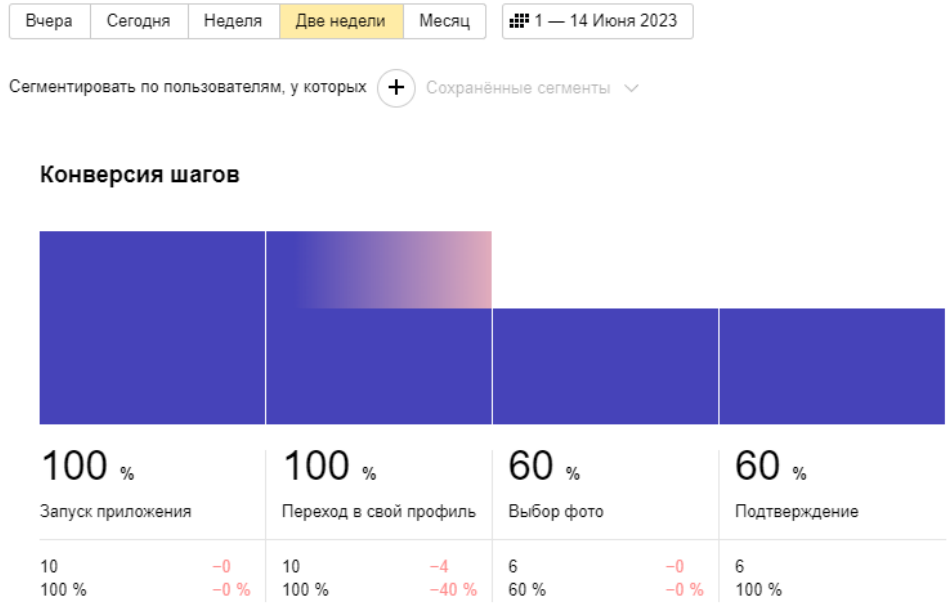 Вчера Сегодня Неделя Две недели Месяц 1 — 14 Июня 2023
Сегментировать по пользователям, у которых + Сохранённые сегменты
Конверсия шагов
100 % 100 % 60 % 60 %
Запуск приложения Переход в свой профиль Выбор фото Подтверждение
10 −0 10 −4 6 −0 6
100 % −0 % 100 % −40 % 60 % −0 % 100 %